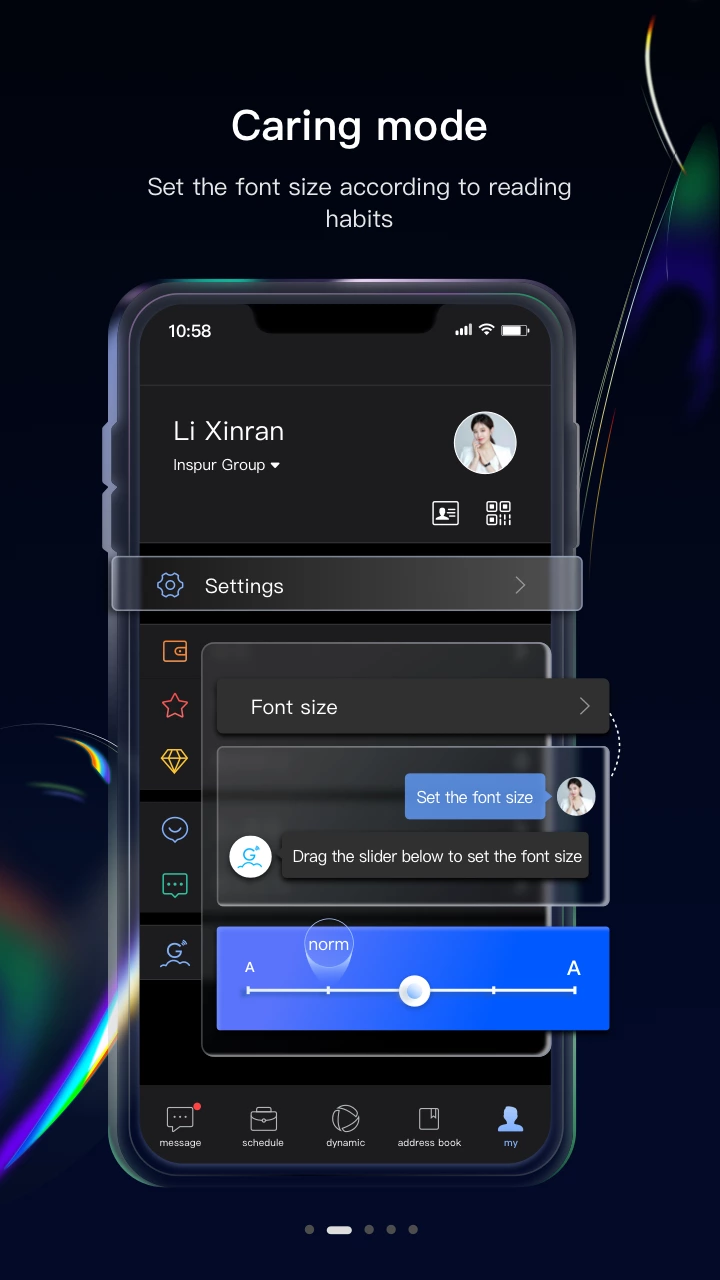 Caring mode
Set the font size according to reading
habits
10:58
Li Xinran
Inspur Group
Settings
Font size
Set the font size
G
Drag the slider below to set the font size
norm
A
A
G
message
schedule
dynamic
address book
my